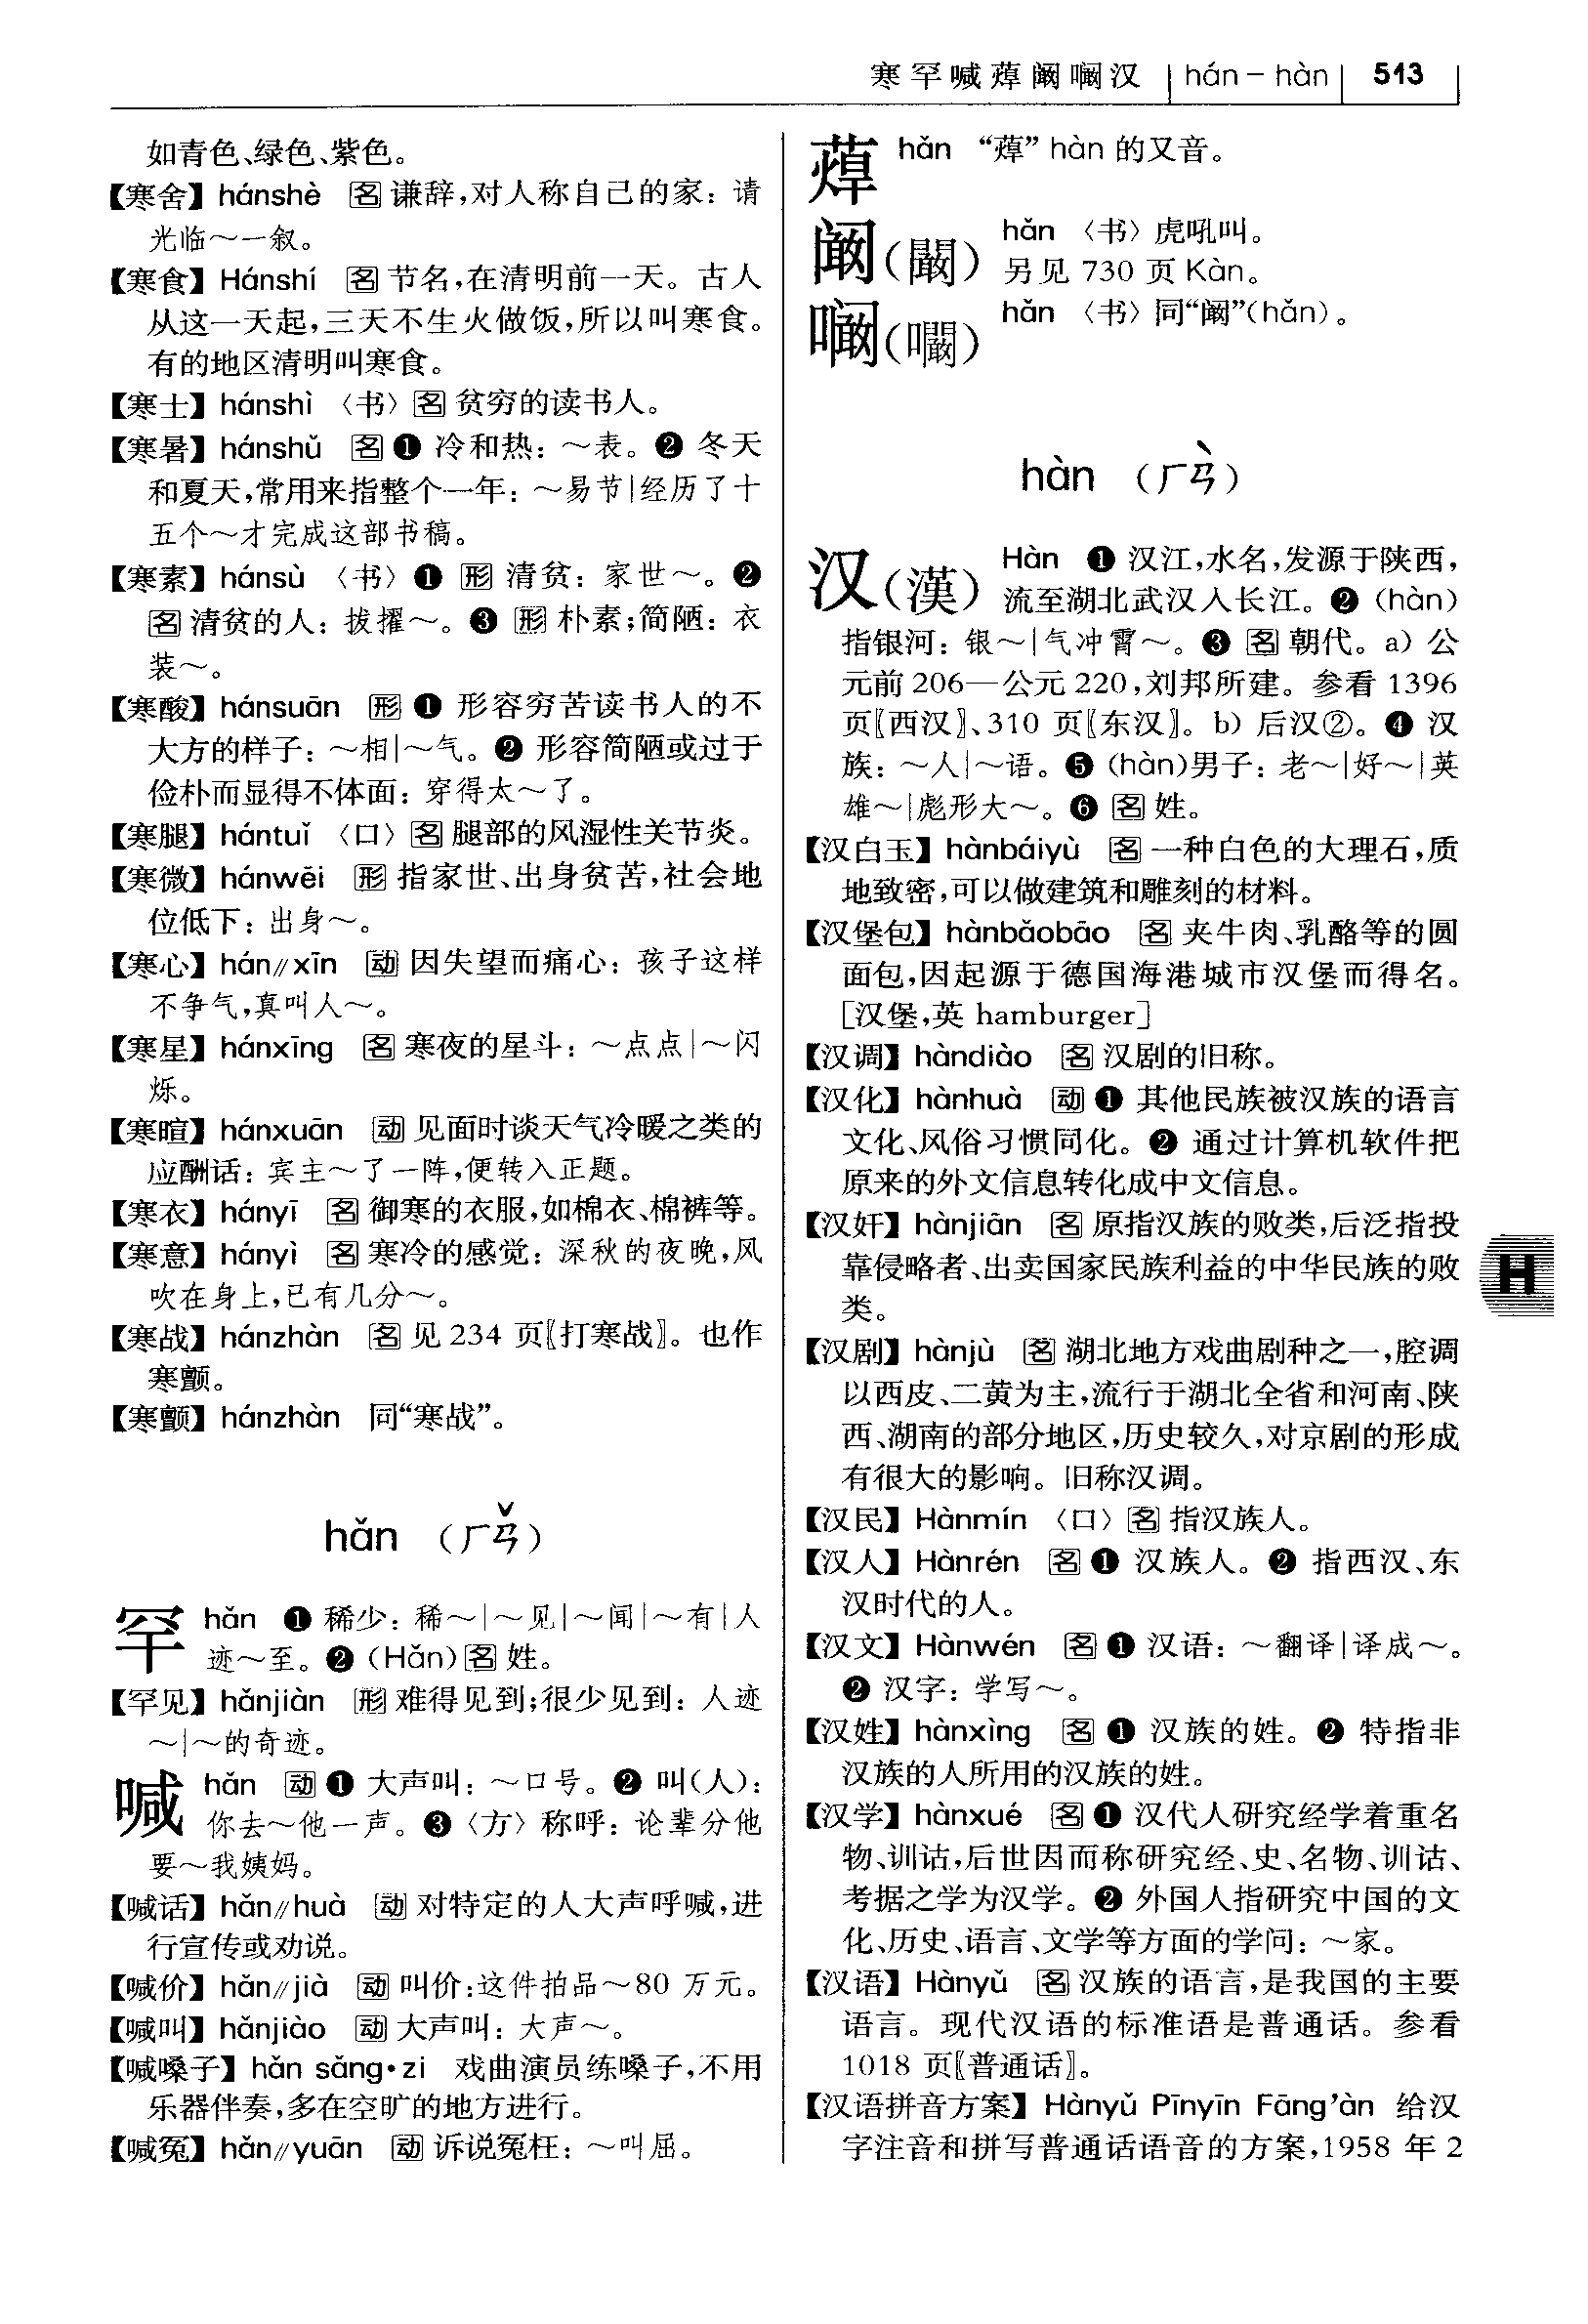 寒罕喊𬊈阚㘚汉 hán－hàn 513
如青色、绿色、紫色。
【寒舍】hánshè 名 谦辞,对人称自己的家：请
光临～一叙。
【寒食】Hánshí 名 节名,在清明前一天。古人
从这一天起,三天不生火做饭,所以叫寒食。
有的地区清明叫寒食。
【寒士】hánshì〈书〉名 贫穷的读书人。
【寒暑】hánshǔ 名 ❶ 冷和热：～表。❷ 冬天
和夏天,常用来指整个一年：～易节|经历了十
五个～才完成这部书稿。
【寒素】hánsù〈书〉❶ 形 清贫：家世～。❷
名 清贫的人：拔擢～。❸ 形 朴素;简陋：衣
装～。
【寒酸】hánsuān 形 ❶ 形容穷苦读书人的不
大方的样子：～相|～气。❷ 形容简陋或过于
俭朴而显得不体面：穿得太～了。
【寒腿】hántuǐ〈口〉名 腿部的风湿性关节炎。
【寒微】hánwēi 形 指家世、出身贫苦,社会地
位低下：出身～。
【寒心】hán∥xīn 动 因失望而痛心：孩子这样
不争气,真叫人～。
【寒星】hánxīng 名 寒夜的星斗：～点点|～闪
烁。
【寒暄】hánxuān 动 见面时谈天气冷暖之类的
应酬话：宾主～了一阵,便转入正题。
【寒衣】hányī 名 御寒的衣服,如棉衣、棉裤等。
【寒意】hányì 名 寒冷的感觉：深秋的夜晚,风
吹在身上,已有几分～。
【寒战】hánzhàn 名 见 234 页〖打寒战〗。也作
寒颤。
【寒颤】hánzhàn 同“寒战”。
hǎn （ㄏㄢˇ）
罕 hǎn ❶ 稀少：稀～|～见|～闻|～有|人
迹～至。❷（Hǎn）名 姓。
【罕见】hǎnjiàn 形 难得见到;很少见到：人迹
～|～的奇迹。
喊 hǎn 动 ❶ 大声叫：～口号。❷ 叫(人)：
你去～他一声。❸〈方〉称呼：论辈分他
要～我姨妈。
【喊话】hǎn∥huà 动 对特定的人大声呼喊,进
行宣传或劝说。
【喊价】hǎn∥jià 动 叫价:这件拍品～80 万元。
【喊叫】hǎnjiào 动 大声叫：大声～。
【喊嗓子】hǎn sǎng•zi 戏曲演员练嗓子,不用
乐器伴奏,多在空旷的地方进行。
【喊冤】hǎn∥yuān 动 诉说冤枉：～叫屈。
hǎn “ ” hàn 的又音。
阚（闞） hǎn〈书〉虎吼叫。
另见 730 页 Kàn。
㘚（㘚） hǎn〈书〉同“阚”(hǎn)。
hàn （ㄏㄢˋ）
汉（漢） Hàn ❶ 汉江,水名,发源于陕西,
流至湖北武汉入长江。❷（hàn）
指银河：银～|气冲霄～。❸ 名 朝代。a）公
元前 206—公元 220,刘邦所建。参看 1396
页〖西汉〗、310 页〖东汉〗。b）后汉②。❹ 汉
族：～人|～语。❺（hàn)男子：老～|好～|英
雄～|彪形大～。❻ 名 姓。
【汉白玉】hànbáiyù 名 一种白色的大理石,质
地致密,可以做建筑和雕刻的材料。
【汉堡包】hànbǎobāo 名 夹牛肉、乳酪等的圆
面包,因起源于德国海港城市汉堡而得名。
[汉堡,英 hamburger]
【汉调】hàndiào 名 汉剧的旧称。
【汉化】hànhuà 动 ❶ 其他民族被汉族的语言
文化、风俗习惯同化。❷ 通过计算机软件把
原来的外文信息转化成中文信息。
【汉奸】hànjiān 名 原指汉族的败类,后泛指投
靠侵略者、出卖国家民族利益的中华民族的败
类。
【汉剧】hànjù 名 湖北地方戏曲剧种之一,腔调
以西皮、二黄为主,流行于湖北全省和河南、陕
西、湖南的部分地区,历史较久,对京剧的形成
有很大的影响。旧称汉调。
【汉民】Hànmín〈口〉名 指汉族人。
【汉人】Hànrén 名 ❶ 汉族人。❷ 指西汉、东
汉时代的人。
【汉文】Hànwén 名 ❶ 汉语：～翻译|译成～。
❷ 汉字：学写～。
【汉姓】hànxìng 名 ❶ 汉族的姓。❷ 特指非
汉族的人所用的汉族的姓。
【汉学】hànxué 名 ❶ 汉代人研究经学着重名
物、训诂,后世因而称研究经、史、名物、训诂、
考据之学为汉学。❷ 外国人指研究中国的文
化、历史、语言、文学等方面的学问：～家。
【汉语】Hànyǔ 名 汉族的语言,是我国的主要
语言。现代汉语的标准语是普通话。参看
1018 页〖普通话〗。
【汉语拼音方案】Hànyǔ Pīnyīn Fāng'àn 给汉
字注音和拼写普通话语音的方案,1958 年 2
H